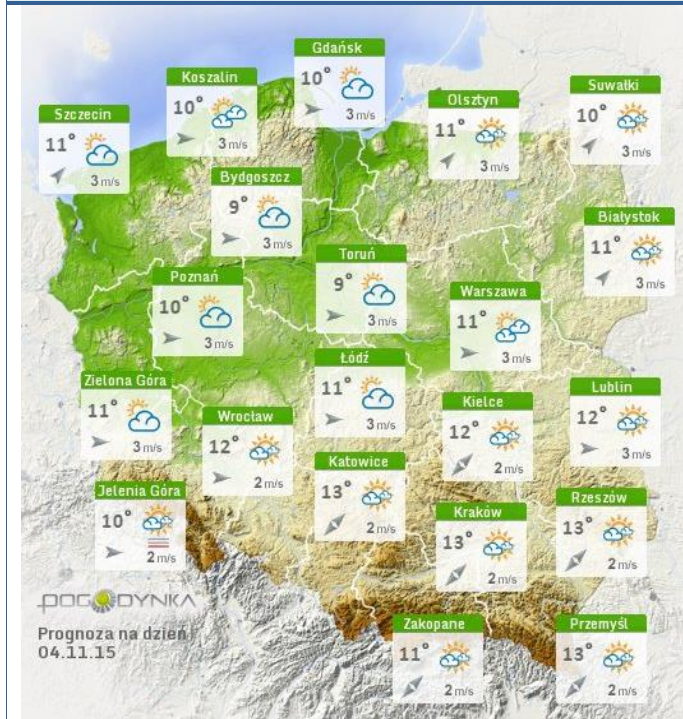 Gdańsk
10°
3 m/s
Koszalin
10°
3 m/s
Suwałki
10°
3 m/s
Olsztyn
11°
3 m/s
Szczecin
11°
3 m/s
Bydgoszcz
9°
3 m/s
Białystok
11°
3 m/s
Toruń
9°
3 m/s
Poznań
10°
3 m/s
Warszawa
11°
3 m/s
Łódź
11°
3 m/s
Zielona Góra
11°
3 m/s
Lublin
12°
3 m/s
Kielce
12°
2 m/s
Wrocław
12°
2 m/s
Katowice
13°
2 m/s
Jelenia Góra
10°
2 m/s
Rzeszów
13°
2 m/s
Kraków
13°
2 m/s
POGODYNKA
Prognoza na dzień
04.11.15
Zakopane
11°
2 m/s
Przemyśl
13°
2 m/s